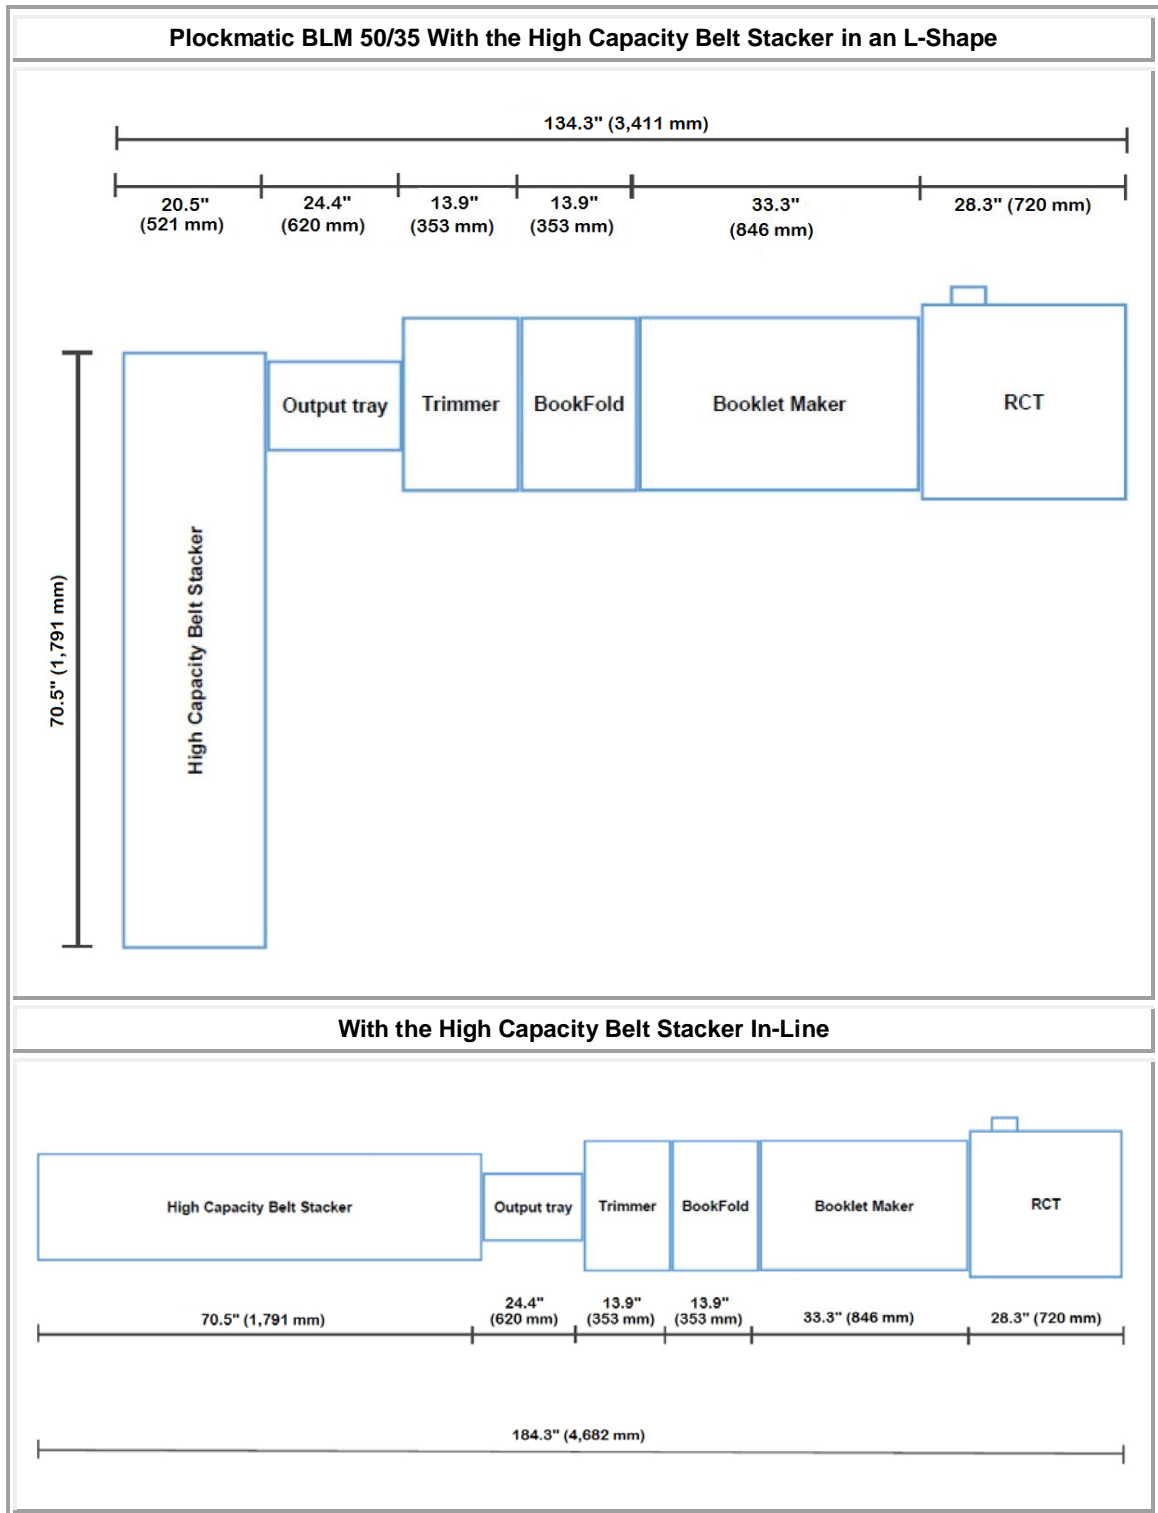 Plockmatic BLM 50/35 With the High Capacity Belt Stacker in an L-Shape
134.3" (3,411 mm)
20.5"
(521 mm)
24.4"
(620 mm)
13.9"
(353 mm)
13.9"
(353 mm)
33.3"
(846 mm)
28.3" (720 mm)
Output tray
Trimmer
BookFold
Booklet Maker
RCT
High Capacity Belt Stacker
70.5" (1,791 mm)
With the High Capacity Belt Stacker In-Line
High Capacity Belt Stacker
Output tray
Trimmer
BookFold
Booklet Maker
RCT
70.5" (1,791 mm)
24.4"
(620 mm)
13.9"
(353 mm)
13.9"
(353 mm)
33.3" (846 mm)
28.3" (720 mm)
184.3" (4,682 mm)